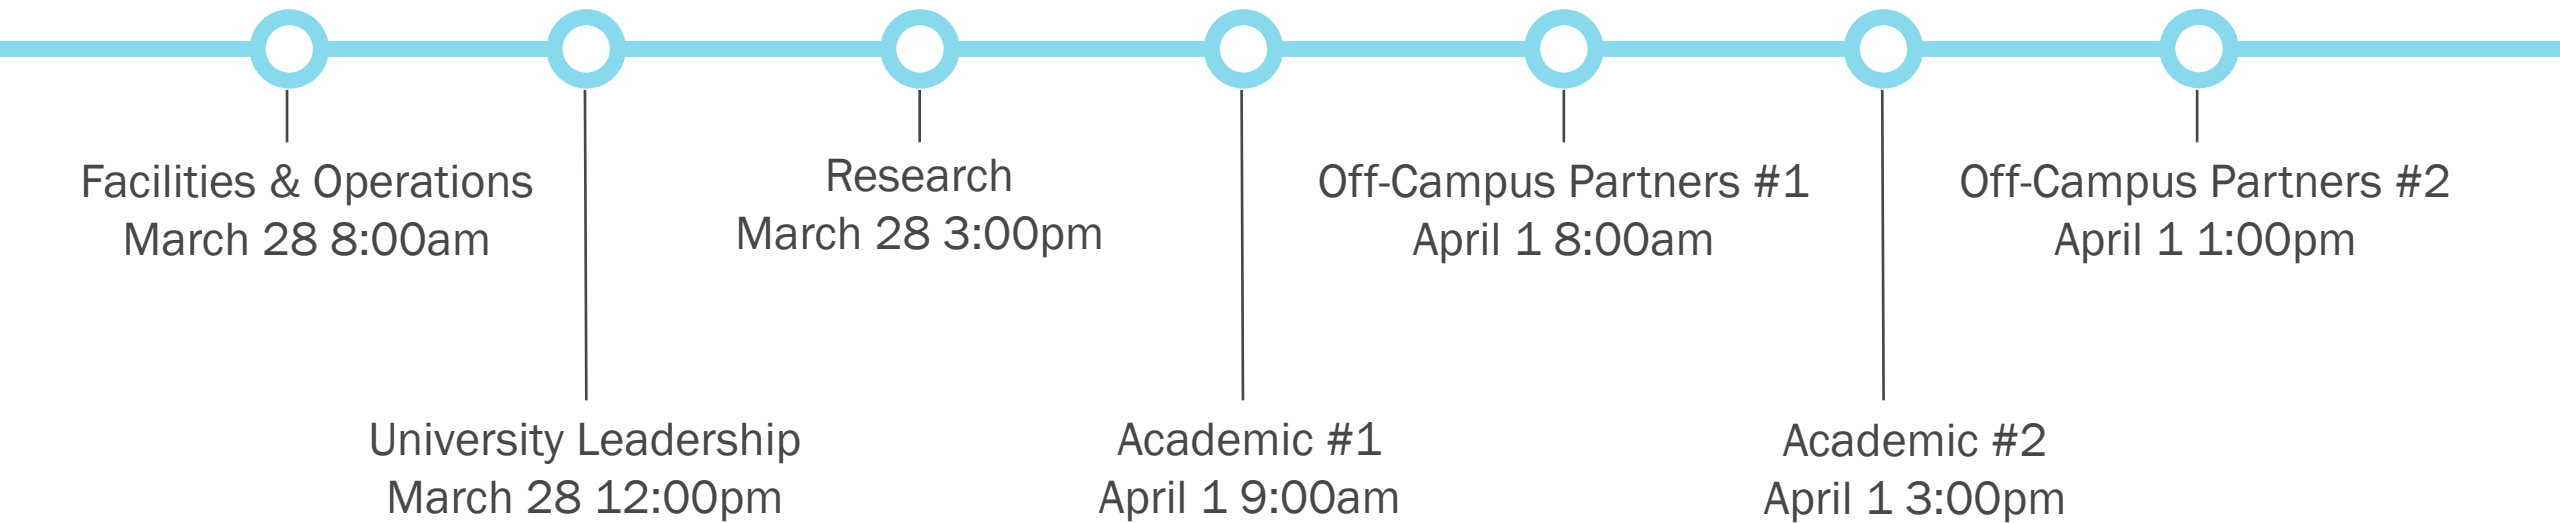 Facilities & Operations
March 28 8:00am
University Leadership
March 28 12:00pm
Research
March 28 3:00pm
Academic #1
April 1 9:00am
Off-Campus Partners #1
April 1 8:00am
Academic #2
April 1 3:00pm
Off-Campus Partners #2
April 1 1:00pm